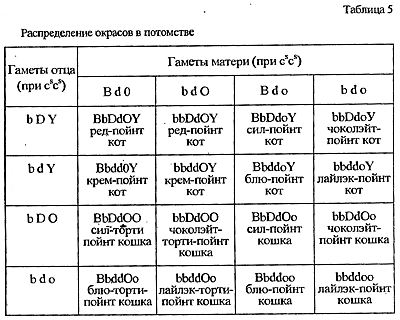 Таблица 5
Распределение окрасов в потомстве
Гаметы отца
(при cˢcˢ)
Гаметы матери (при cˢcˢ)
B d 0
b d O
B d o
b d o
b D Y
BbDdOY
ред-пойнт
кот
bbDdOY
ред-пойнт
кот
BbDdoY
сил-пойнт
кот
bbDdoY
чоколэйт-
пойнт кот
b d Y
Bbdd0Y
крем-пойнт
кот
bbddOY
крем-пойнт
кот
BbddoY
блю-пойнт
кот
bbddoY
лайлэк-пойнт
кот
b D O
BbDdOO
сил-торти
пойнт кошка
bbDdOO
чоколэйт-
торти-пойнт
кошка
BbDdOo
сил-пойнт
кошка
bbDdOo
чоколэйт-
пойнт кошка
b d o
BbddOo
блю-торти-
пойнт кошка
bbddOo
лайлэк-торти-
пойнт кошка
Bbddoo
блю-пойнт
кошка
bbddoo
лайлэк-пойнт
кошка